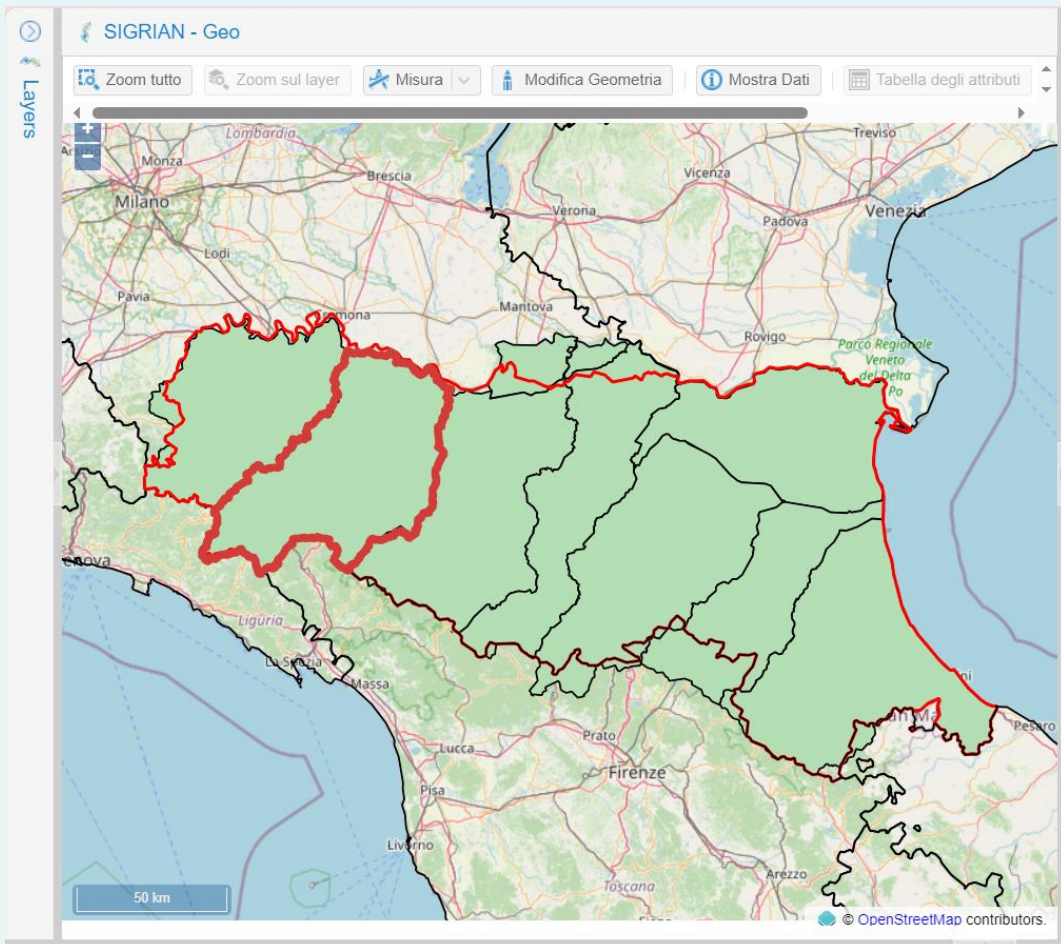 SIGRIAN - Geo
Layers
Zoom tutto
Zoom sul layer
Misura
Modifica Geometria
Mostra Dati
Tabella degli attributi
+
−
Lombardia
Treviso
Monza
Brescia
Vicenza
Milano
Verona
Padova
Venezia
Lodi
Pavia
Mantova
Rovigo
Parco Regionale
Veneto
del Delta
Po
Liguria
La Spezia
Massa
Prato
Pesaro
Lucca
Firenze
Pisa
Livorno
Arezzo
Toscana
50 km
© OpenStreetMap contributors.